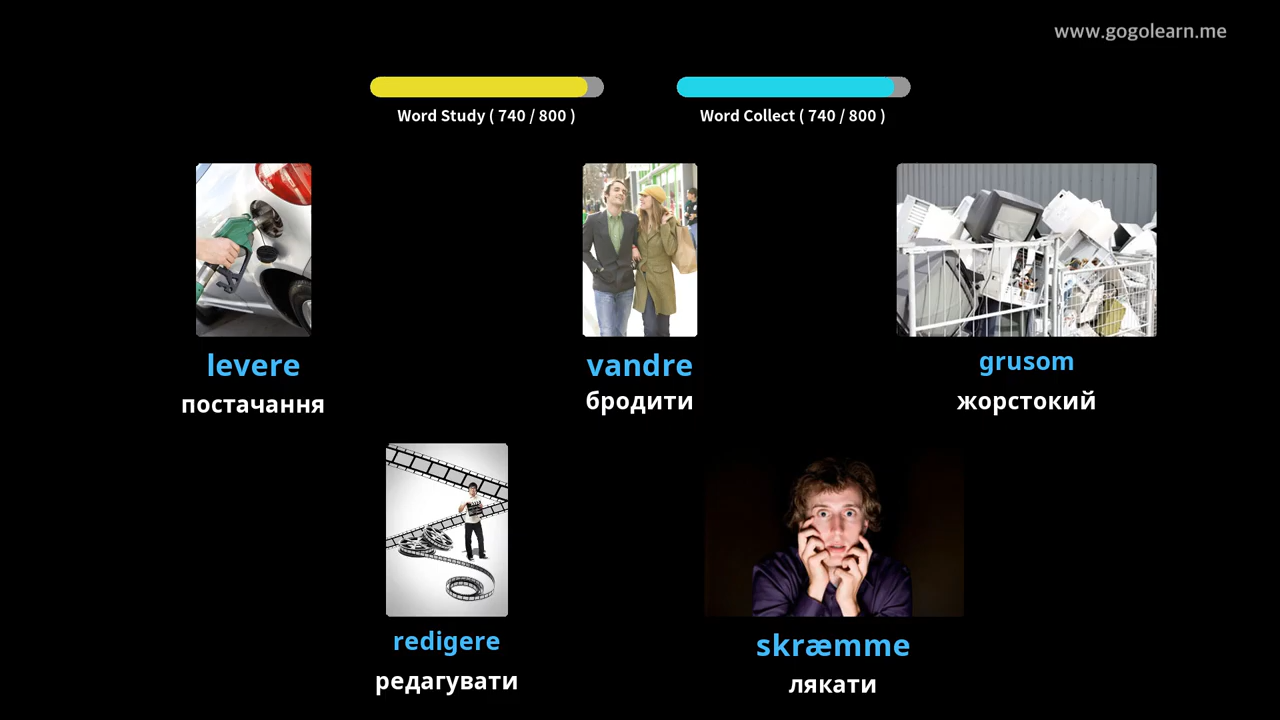 www.gogolearn.me
Word Study ( 740 / 800 )
Word Collect ( 740 / 800 )
levere
vandre
grusom
постачання
бродити
жорстокий
redigere
skræmme
редагувати
лякати